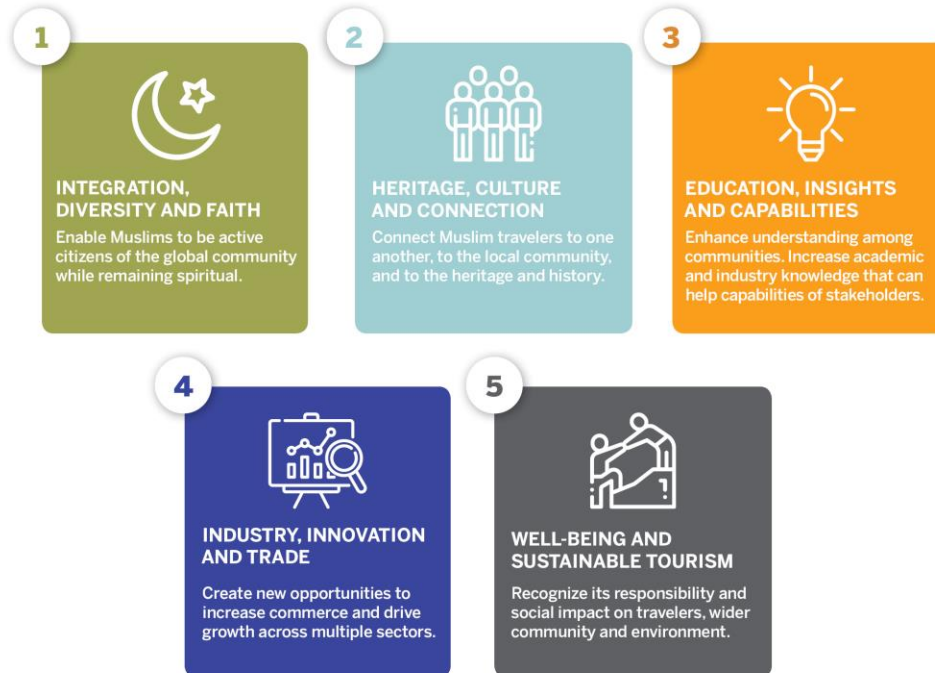 1
INTEGRATION,
DIVERSITY AND FAITH
Enable Muslims to be active
citizens of the global community
while remaining spiritual.
2
HERITAGE, CULTURE
AND CONNECTION
Connect Muslim travelers to one
another, to the local community,
and to the heritage and history.
3
EDUCATION, INSIGHTS
AND CAPABILITIES
Enhance understanding among
communities. Increase academic
and industry knowledge that can
help capabilities of stakeholders.
4
INDUSTRY, INNOVATION
AND TRADE
Create new opportunities to
increase commerce and drive
growth across multiple sectors.
5
WELL-BEING AND
SUSTAINABLE TOURISM
Recognize its responsibility and
social impact on travelers, wider
community and environment.